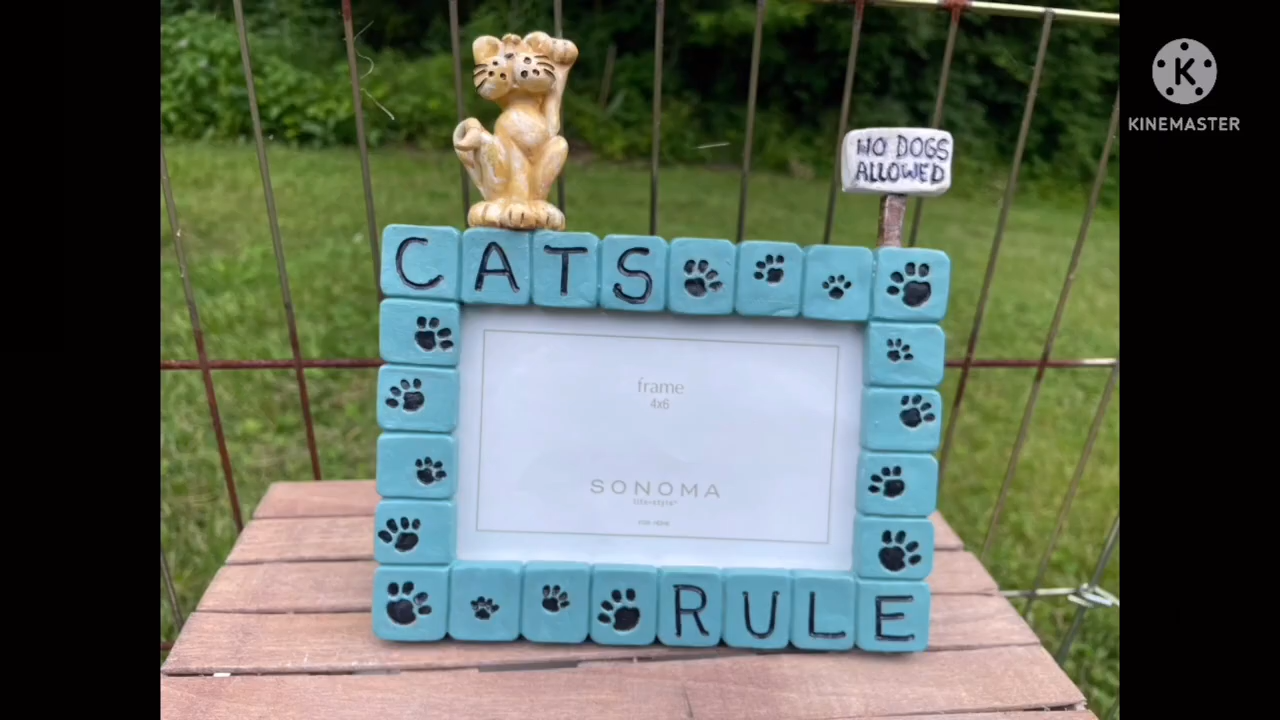 KINEMASTER
NO DOGS
ALLOWED
CATS
frame
4x6
SONOMA
RULE